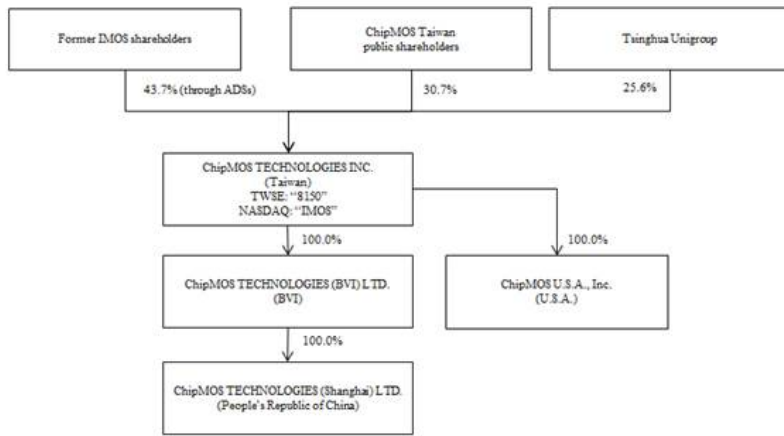 Former IMOS shareholders
ChipMOS Taiwan
public shareholders
Tsinghua Unigroup
43.7% (through ADSs)
30.7%
25.6%
ChipMOS TECHNOLOGIES INC.
(Taiwan)
TWSE: “8150”
NASDAQ: “IMOS”
100.0%
100.0%
ChipMOS TECHNOLOGIES (BVI) LTD.
(BVI)
ChipMOS U.S.A., Inc.
(U.S.A.)
100.0%
ChipMOS TECHNOLOGIES (Shanghai) LTD.
(People's Republic of China)